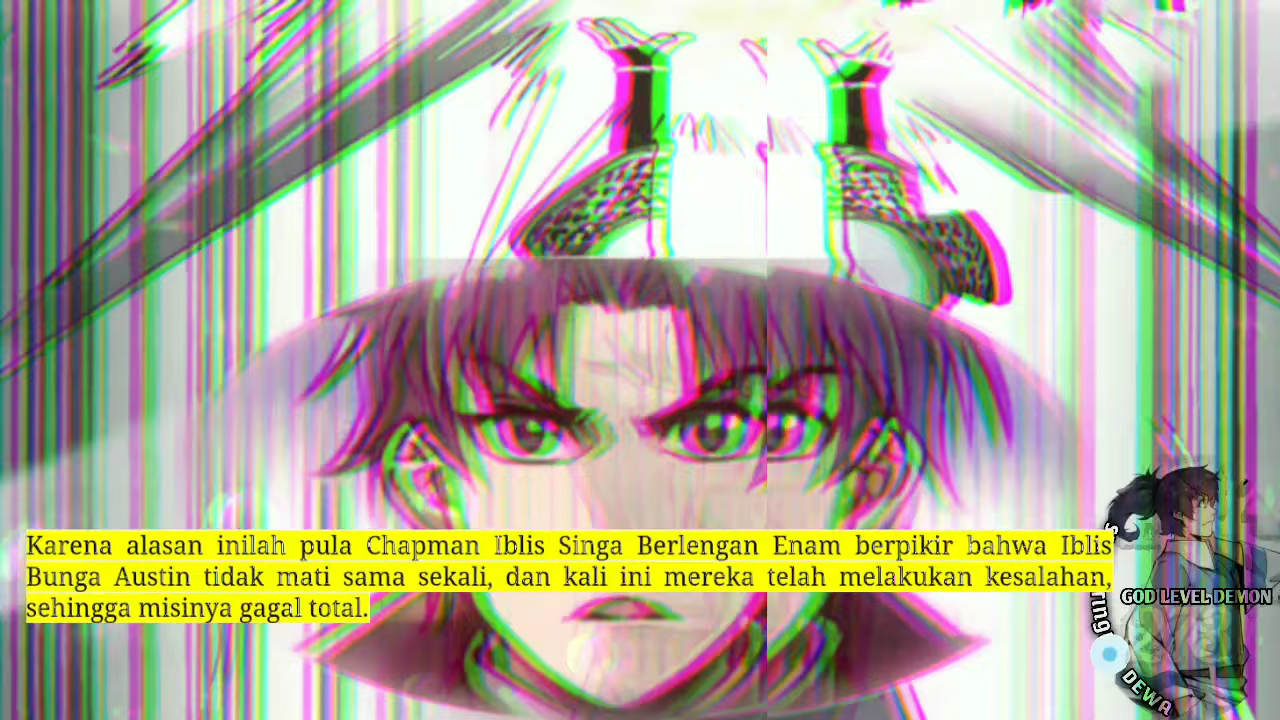 Karena alasan inilah pula Chapman Iblis Singa Berlengan Enam berpikir bahwa Iblis
Bunga Austin tidak mati sama sekali, dan kali ini mereka telah melakukan kesalahan,
sehingga misinya gagal total.
GOD LEVEL DEMON
DEWA